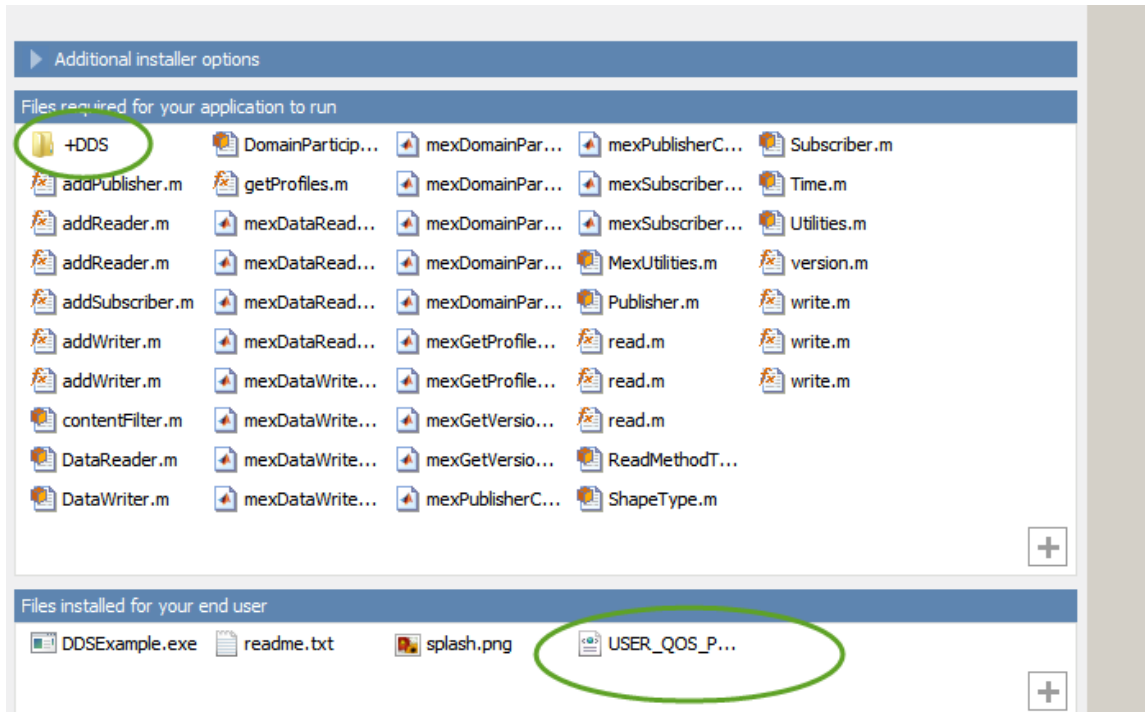 Additional installer options
Files required for your application to run
+DDS DomainParticip... mexDomainPar... mexPublisherC... Subscriber.m
addPublisher.m getProfiles.m mexDomainPar... mexSubscriber... Time.m
addReader.m mexDataRead... mexDomainPar... mexSubscriber... Utilities.m
addReader.m mexDataRead... mexDomainPar... MexUtilities.m version.m
addSubscriber.m mexDataRead... mexDomainPar... Publisher.m write.m
addWriter.m mexDataRead... mexGetProfile... read.m write.m
addWriter.m mexDataWrite... mexGetProfile... read.m write.m
contentFilter.m mexDataWrite... mexGetVersio... read.m
DataReader.m mexDataWrite... mexGetVersio... ReadMethodT...
DataWriter.m mexDataWrite... mexPublisherC... ShapeType.m
Files installed for your end user
DDSExample.exe readme.txt splash.png USER_QOS_P...